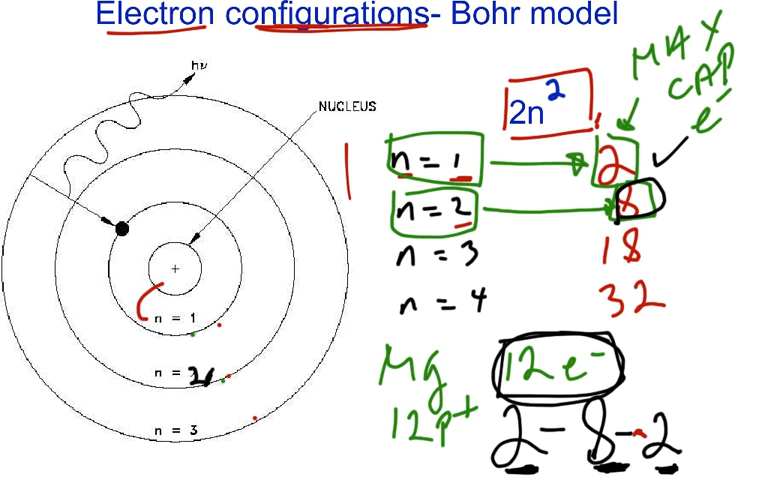 Electron configurations- Bohr model
hν
NUCLEUS
MAX
CAP
e⁻
2n²
n = 1 2
n = 2 8
n = 3 18
n = 4 32
n = 1
n = 2
n = 3
Mg 12e⁻
12p⁺
2-8-2